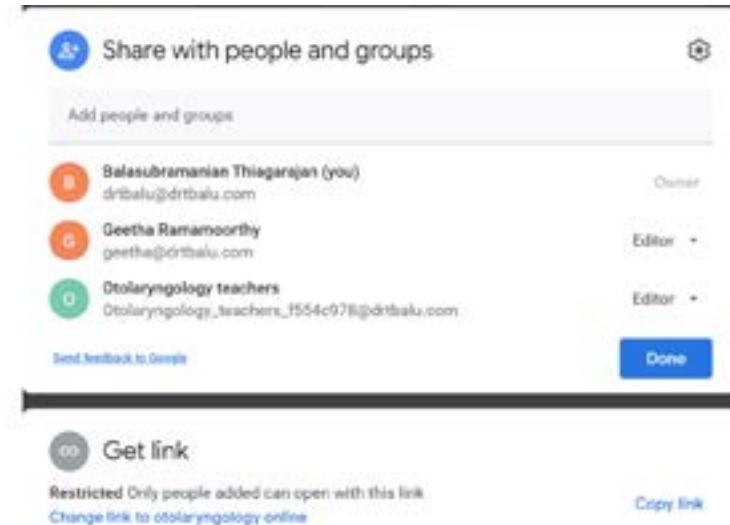 Share with people and groups
Add people and groups
B
Balasubramanian Thiagarajan (you)
drtbalu@drtbalu.com
Owner
G
Geetha Ramamoorthy
geetha@drtbalu.com
Editor
O
Otolaryngology teachers
Otolaryngology_teachers_f554c978@drtbalu.com
Editor
Send feedback to Google
Done
Get link
Restricted Only people added can open with this link
Change link to otolaryngology online
Copy link